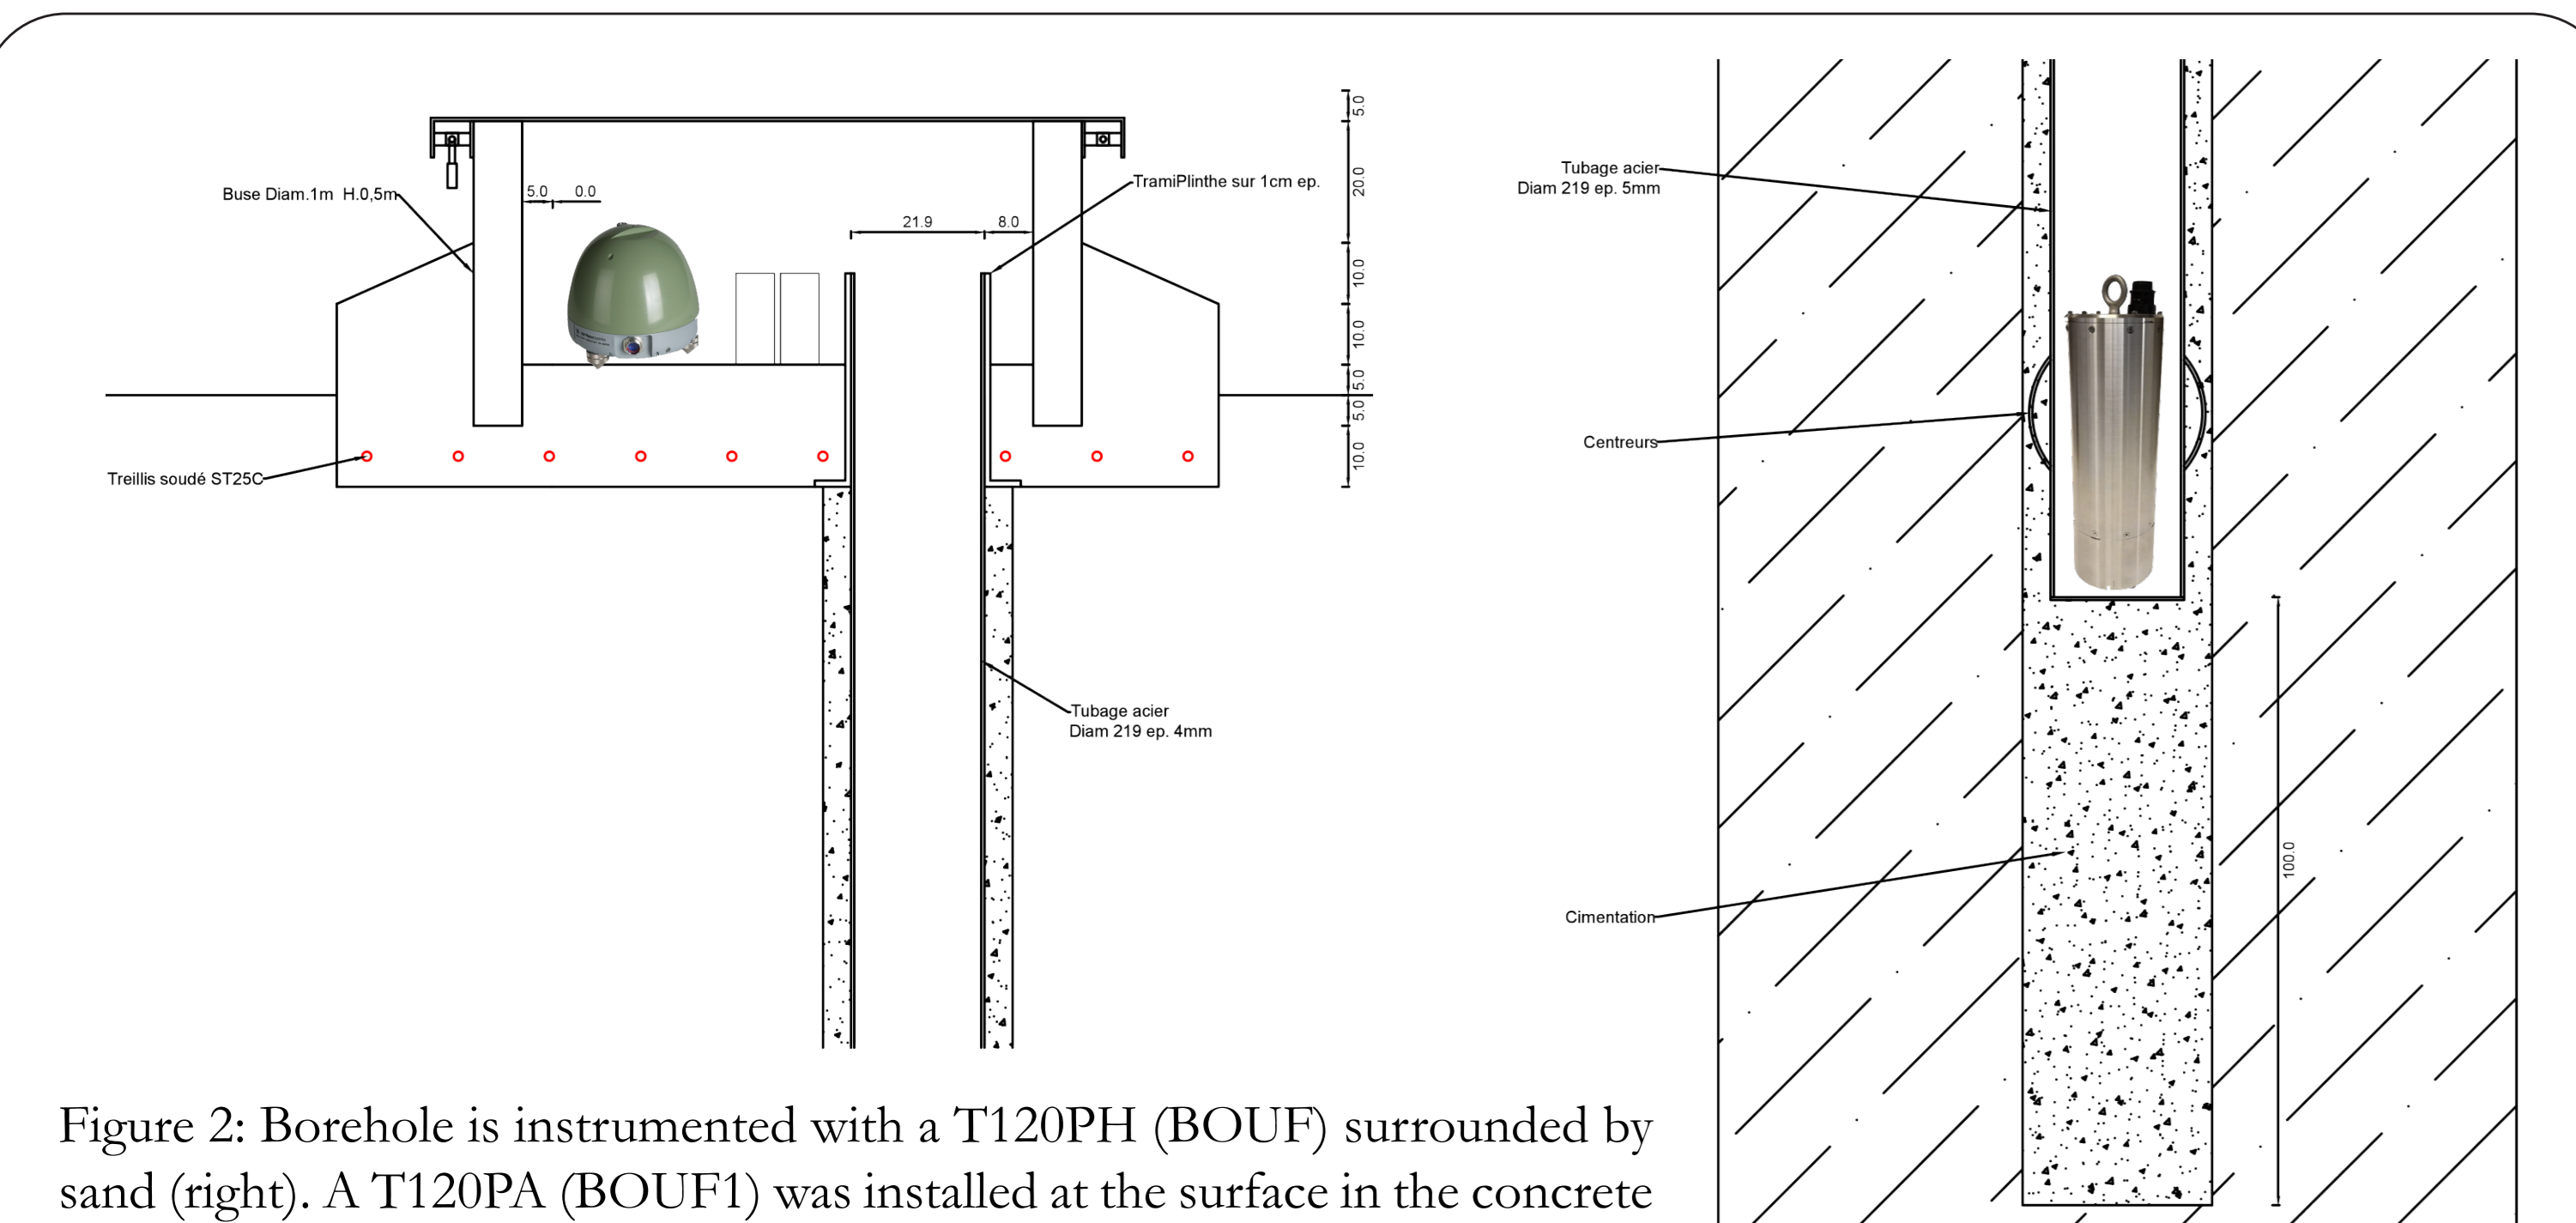 Buse Diam.1m H.0,5m
5.0 0.0
21.9 8.0
TramiPlinthe sur 1cm ep.
5.0
20.0
10.0
10.0
5.0
5.0
10.0
Treillis soudé ST25C
Tubage acier
Diam 219 ep. 4mm
Tubage acier
Diam 219 ep. 5mm
Centreurs
Cimentation
100.0
Figure 2: Borehole is instrumented with a T120PH (BOUF) surrounded by
sand (right). A T120PA (BOUF1) was installed at the surface in the concrete